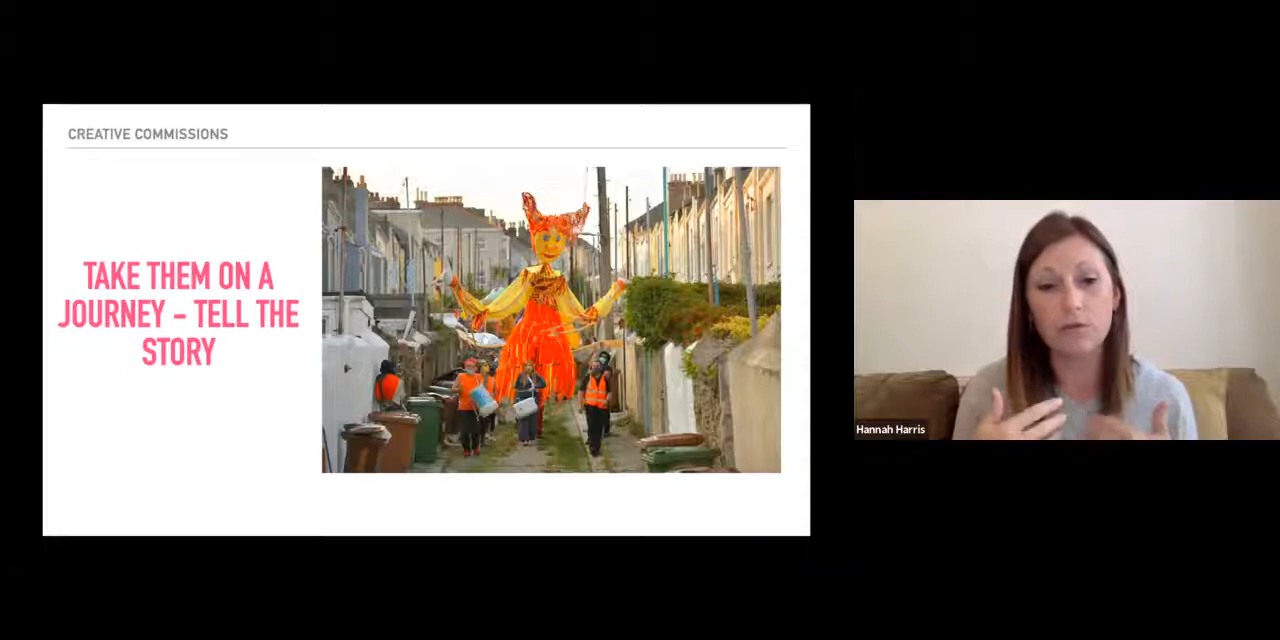 CREATIVE COMMISSIONS
TAKE THEM ON A
JOURNEY - TELL THE
STORY
Hannah Harris